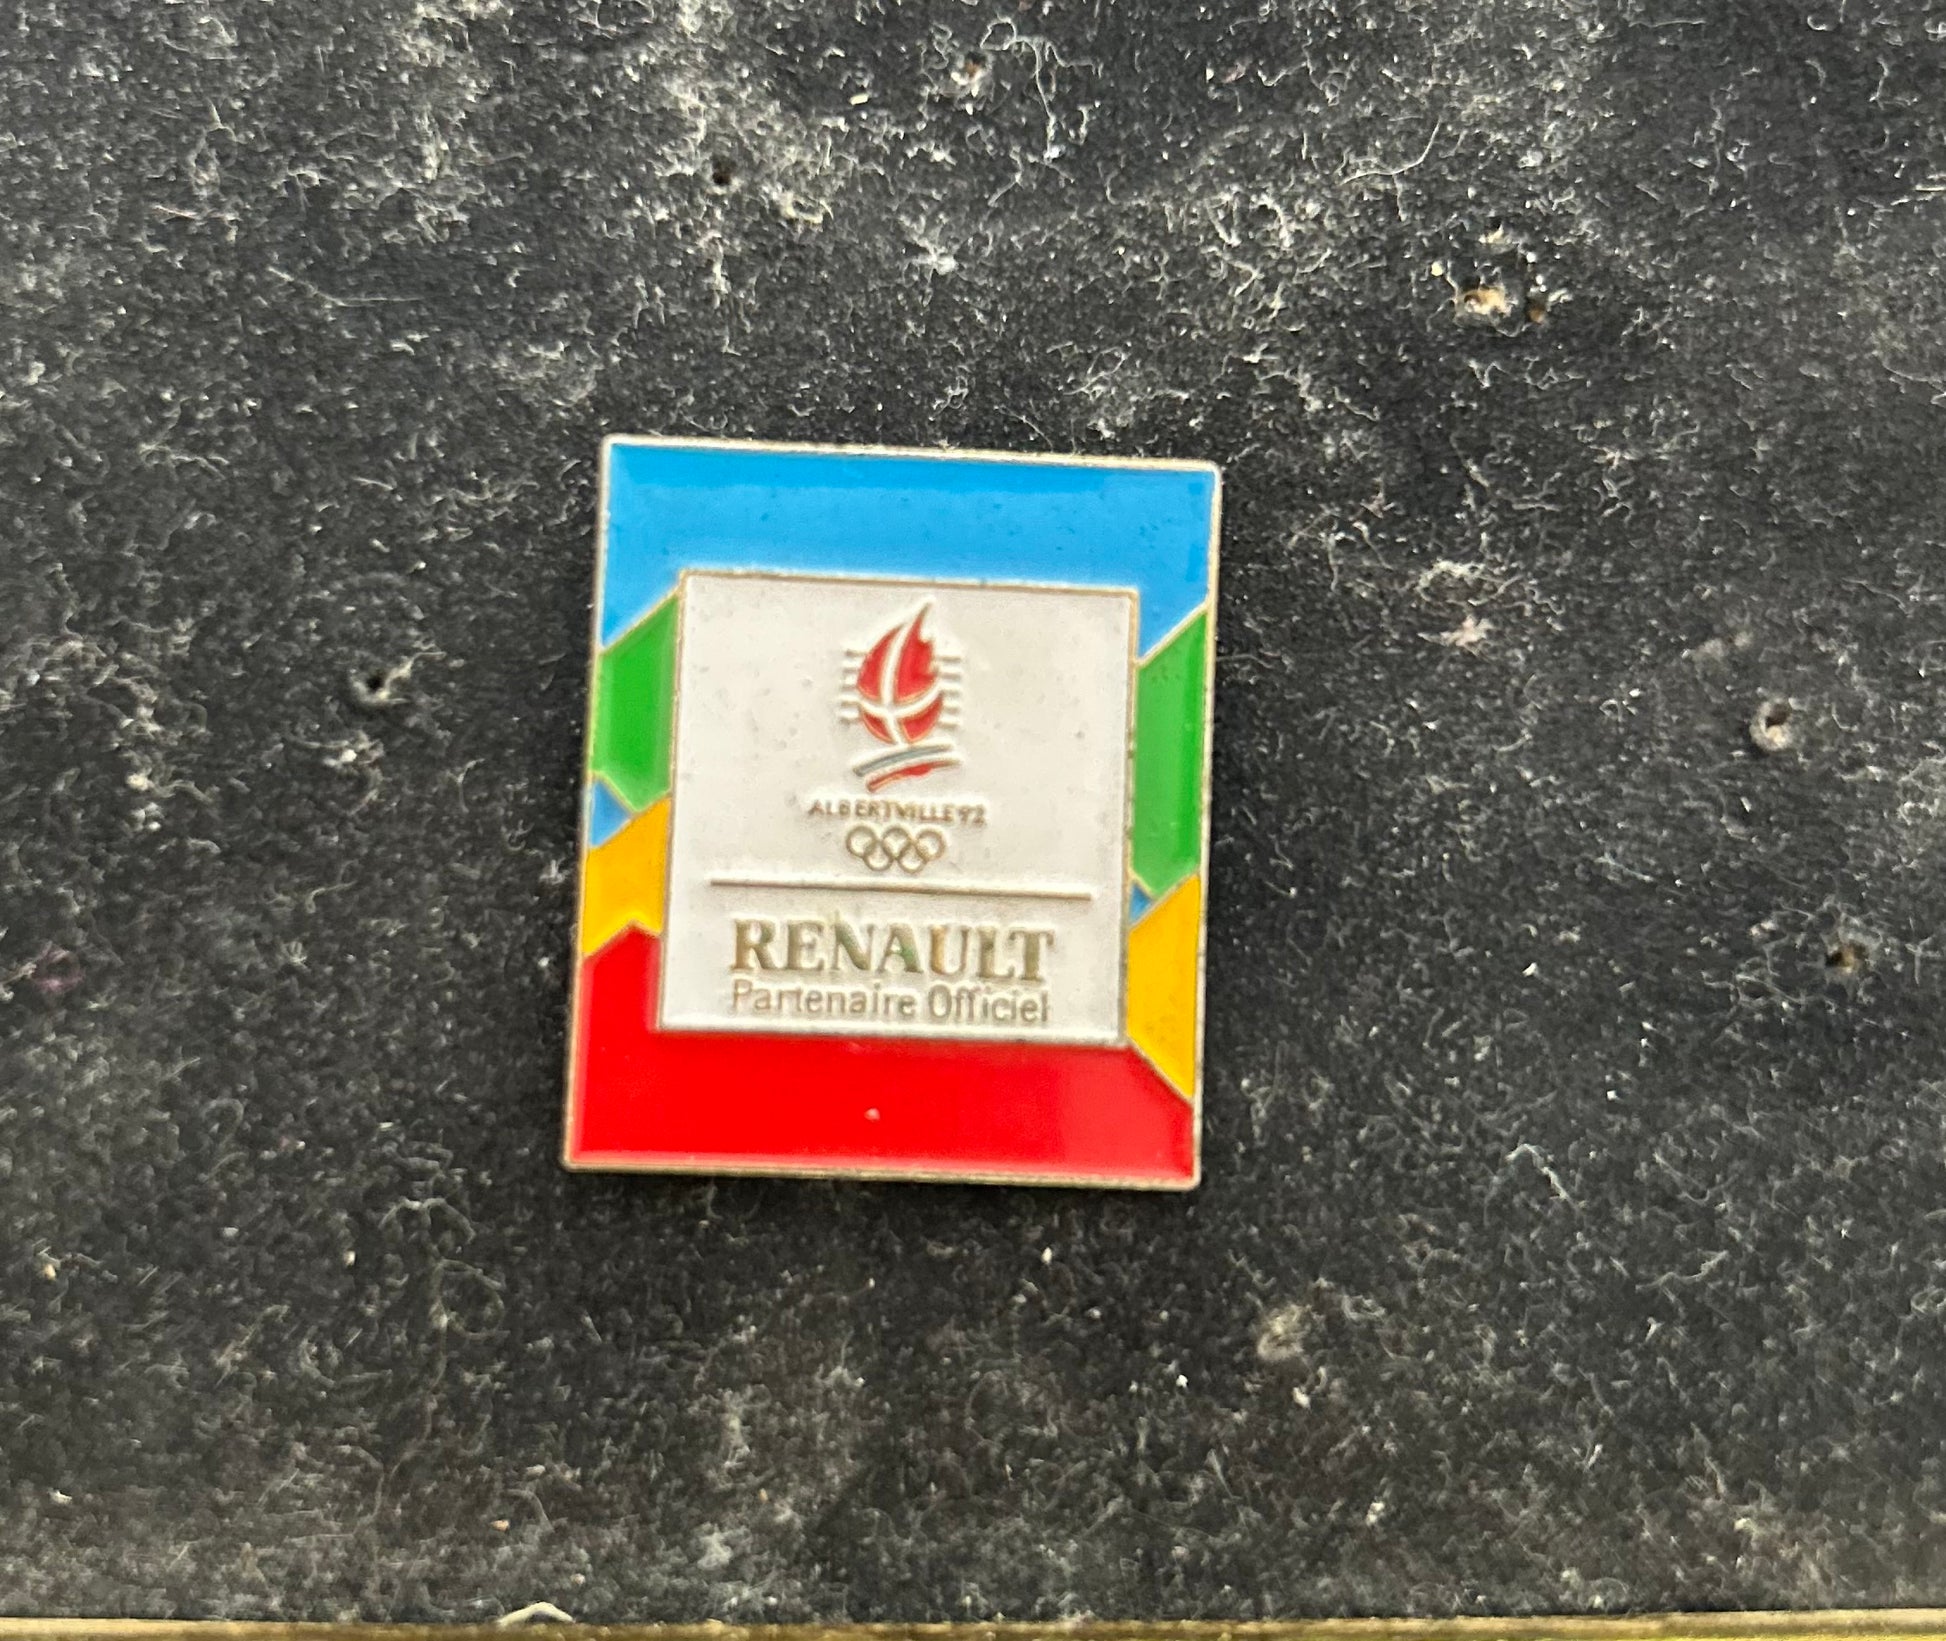 ALBERTVILLE 92
RENAULT
Partenaire Officiel